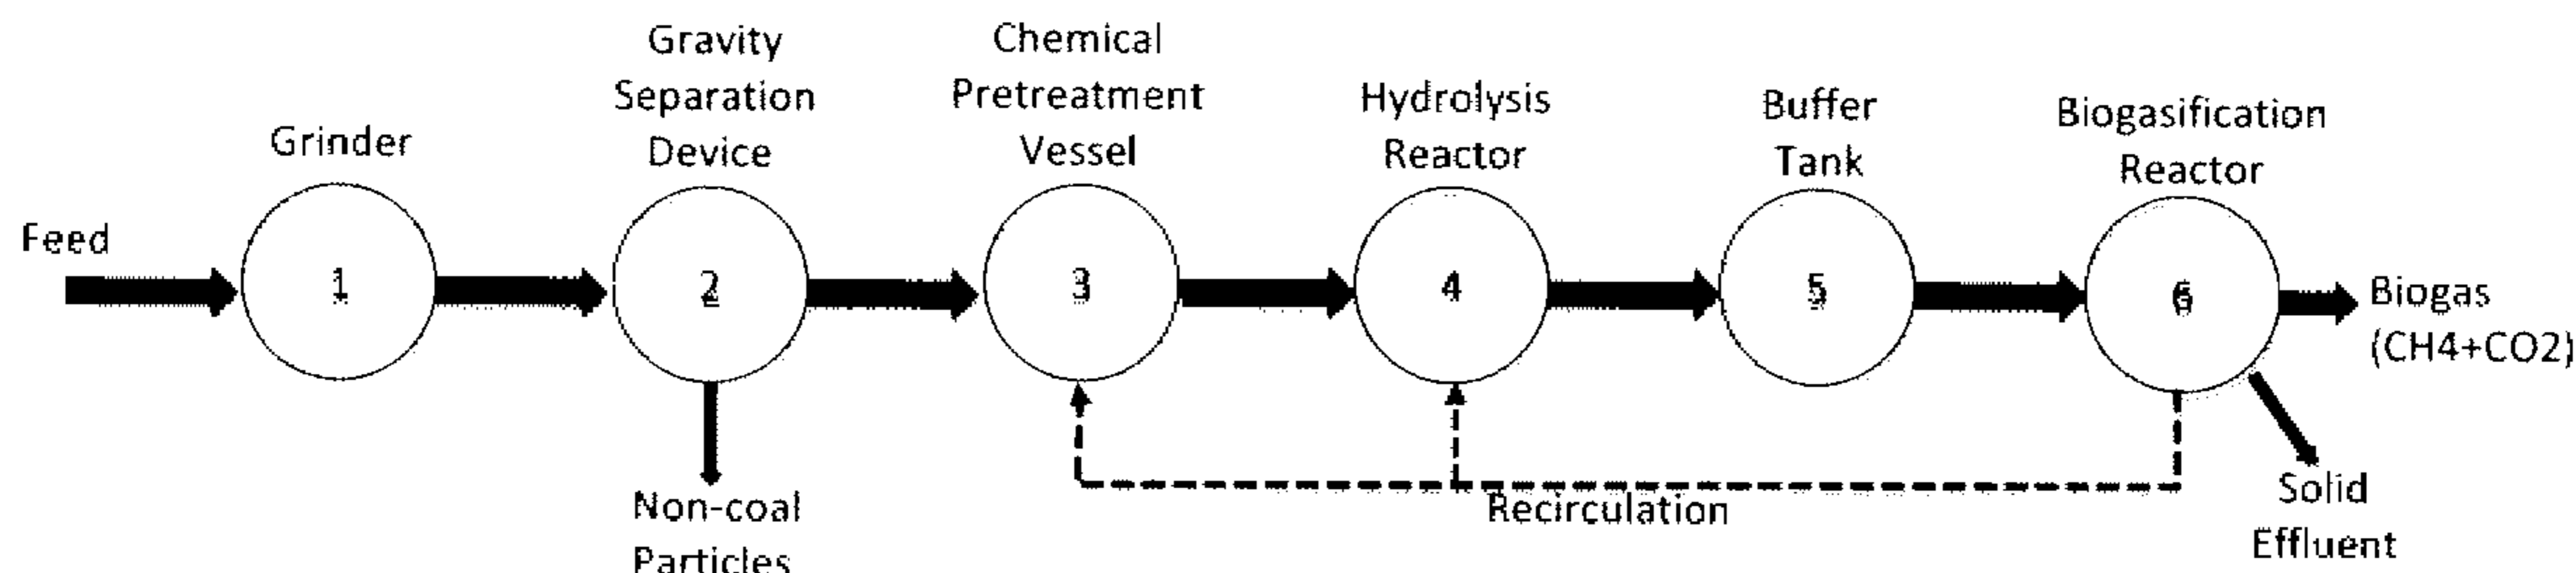 Feed
Grinder
1
Gravity
Separation
Device
2
Non-coal
Particles
Chemical
Pretreatment
Vessel
3
Hydrolysis
Reactor
4
Buffer
Tank
5
Biogasification
Reactor
6
Biogas
(CH4+CO2)
Solid
Effluent
Recirculation